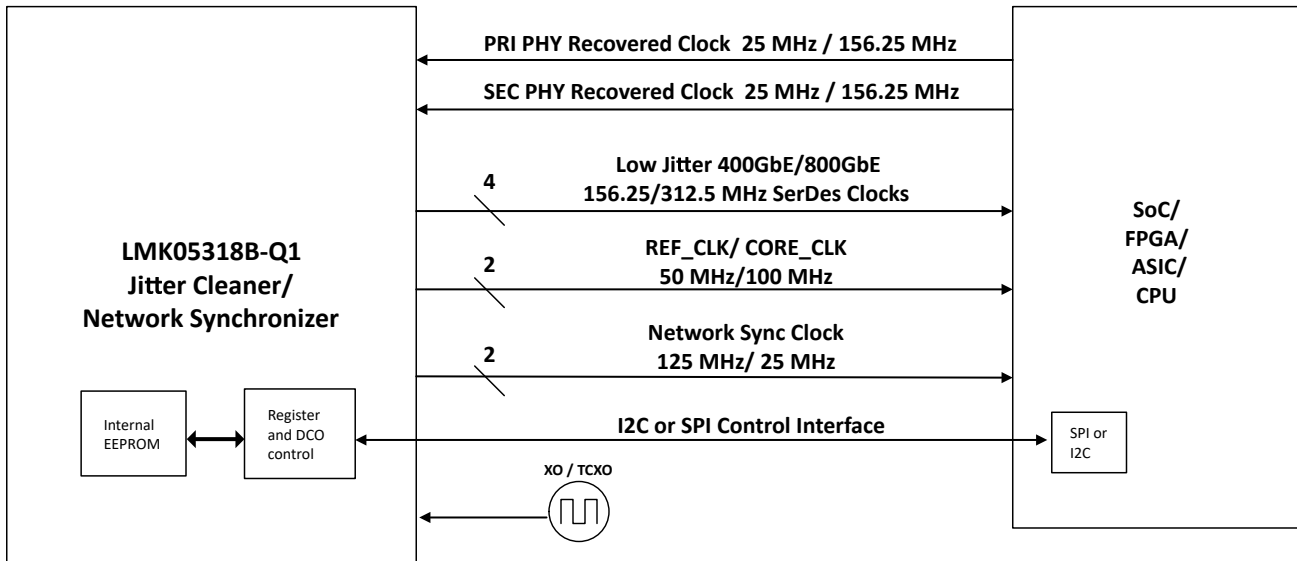 PRI PHY Recovered Clock 25 MHz / 156.25 MHz
SEC PHY Recovered Clock 25 MHz / 156.25 MHz
Low Jitter 400GbE/800GbE
4
156.25/312.5 MHz SerDes Clocks
LMK05318B-Q1
Jitter Cleaner/
Network Synchronizer
REF_CLK/ CORE_CLK
2
50 MHz/100 MHz
SoC/
FPGA/
ASIC/
CPU
Network Sync Clock
2
125 MHz/ 25 MHz
Internal
EEPROM
Register
and DCO
control
I2C or SPI Control Interface
SPI or
I2C
XO / TCXO